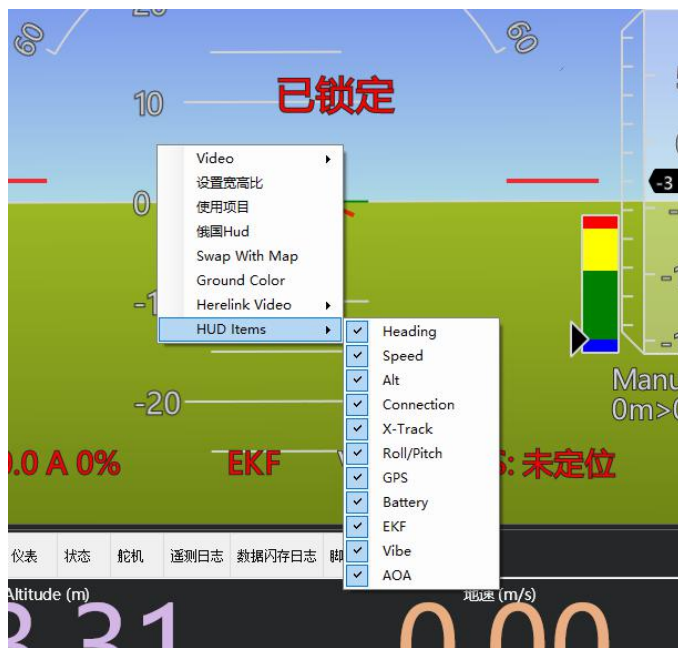 20
60
60
10
已锁定
Video
设置宽高比
使用项目
俄国Hud
Swap With Map
Ground Color
Herelink Video
HUD Items
0
-3
Heading
Speed
Alt
Connection
X-Track
Roll/Pitch
GPS
Battery
EKF
Vibe
AOA
-20
0m>
.0 A 0%
EKF
: 未定位
仪表
状态
舵机
遥测日志
数据闪存日志
Altitude (m)
地速 (m/s)
3.31
0.00